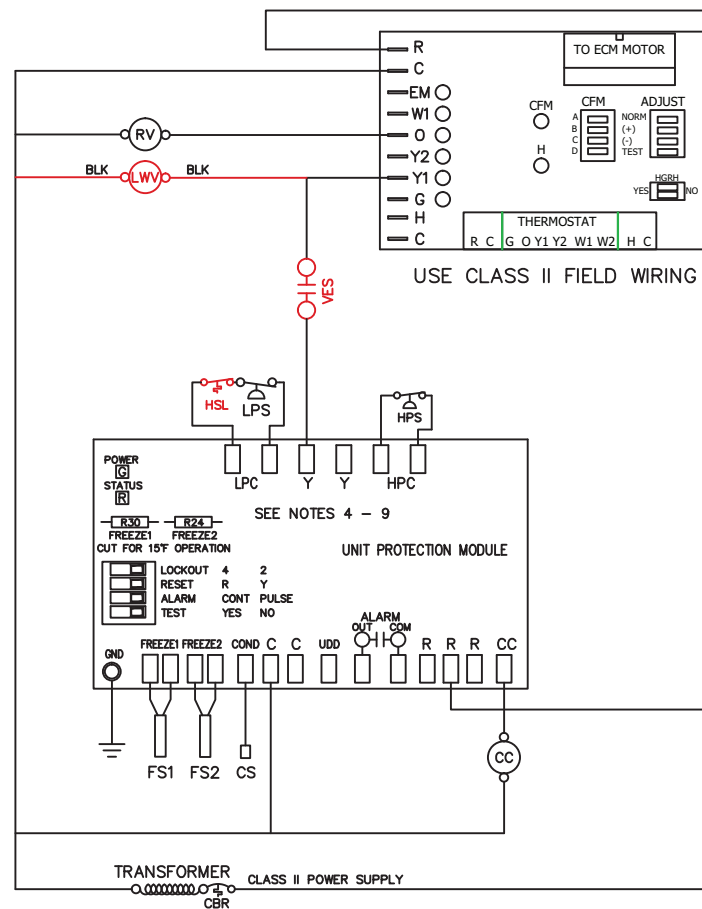 R
C
EM
W1
O
Y2
Y1
G
H
C
TO ECM MOTOR
CFM
H
CFM
A
B
C
D
ADJUST
NORM
(+)
(-)
TEST
HGRH
YES NO
THERMOSTAT
R C G O Y1 Y2 W1 W2 H C
USE CLASS II FIELD WIRING
RV
BLK LWV BLK
VES
HSL LPS
HPS
LPC Y Y HPC
POWER
G
STATUS
R
SEE NOTES 4 – 9
R30 R24
FREEZE1 FREEZE2
CUT FOR 15°F OPERATION
UNIT PROTECTION MODULE
LOCKOUT 4 2
RESET R Y
ALARM CONT PULSE
TEST YES NO
ALARM
OUT COM
GND FREEZE1 FREEZE2 COND C C UDD R R R CC
FS1 FS2 CS
CC
TRANSFORMER
CLASS II POWER SUPPLY
CBR